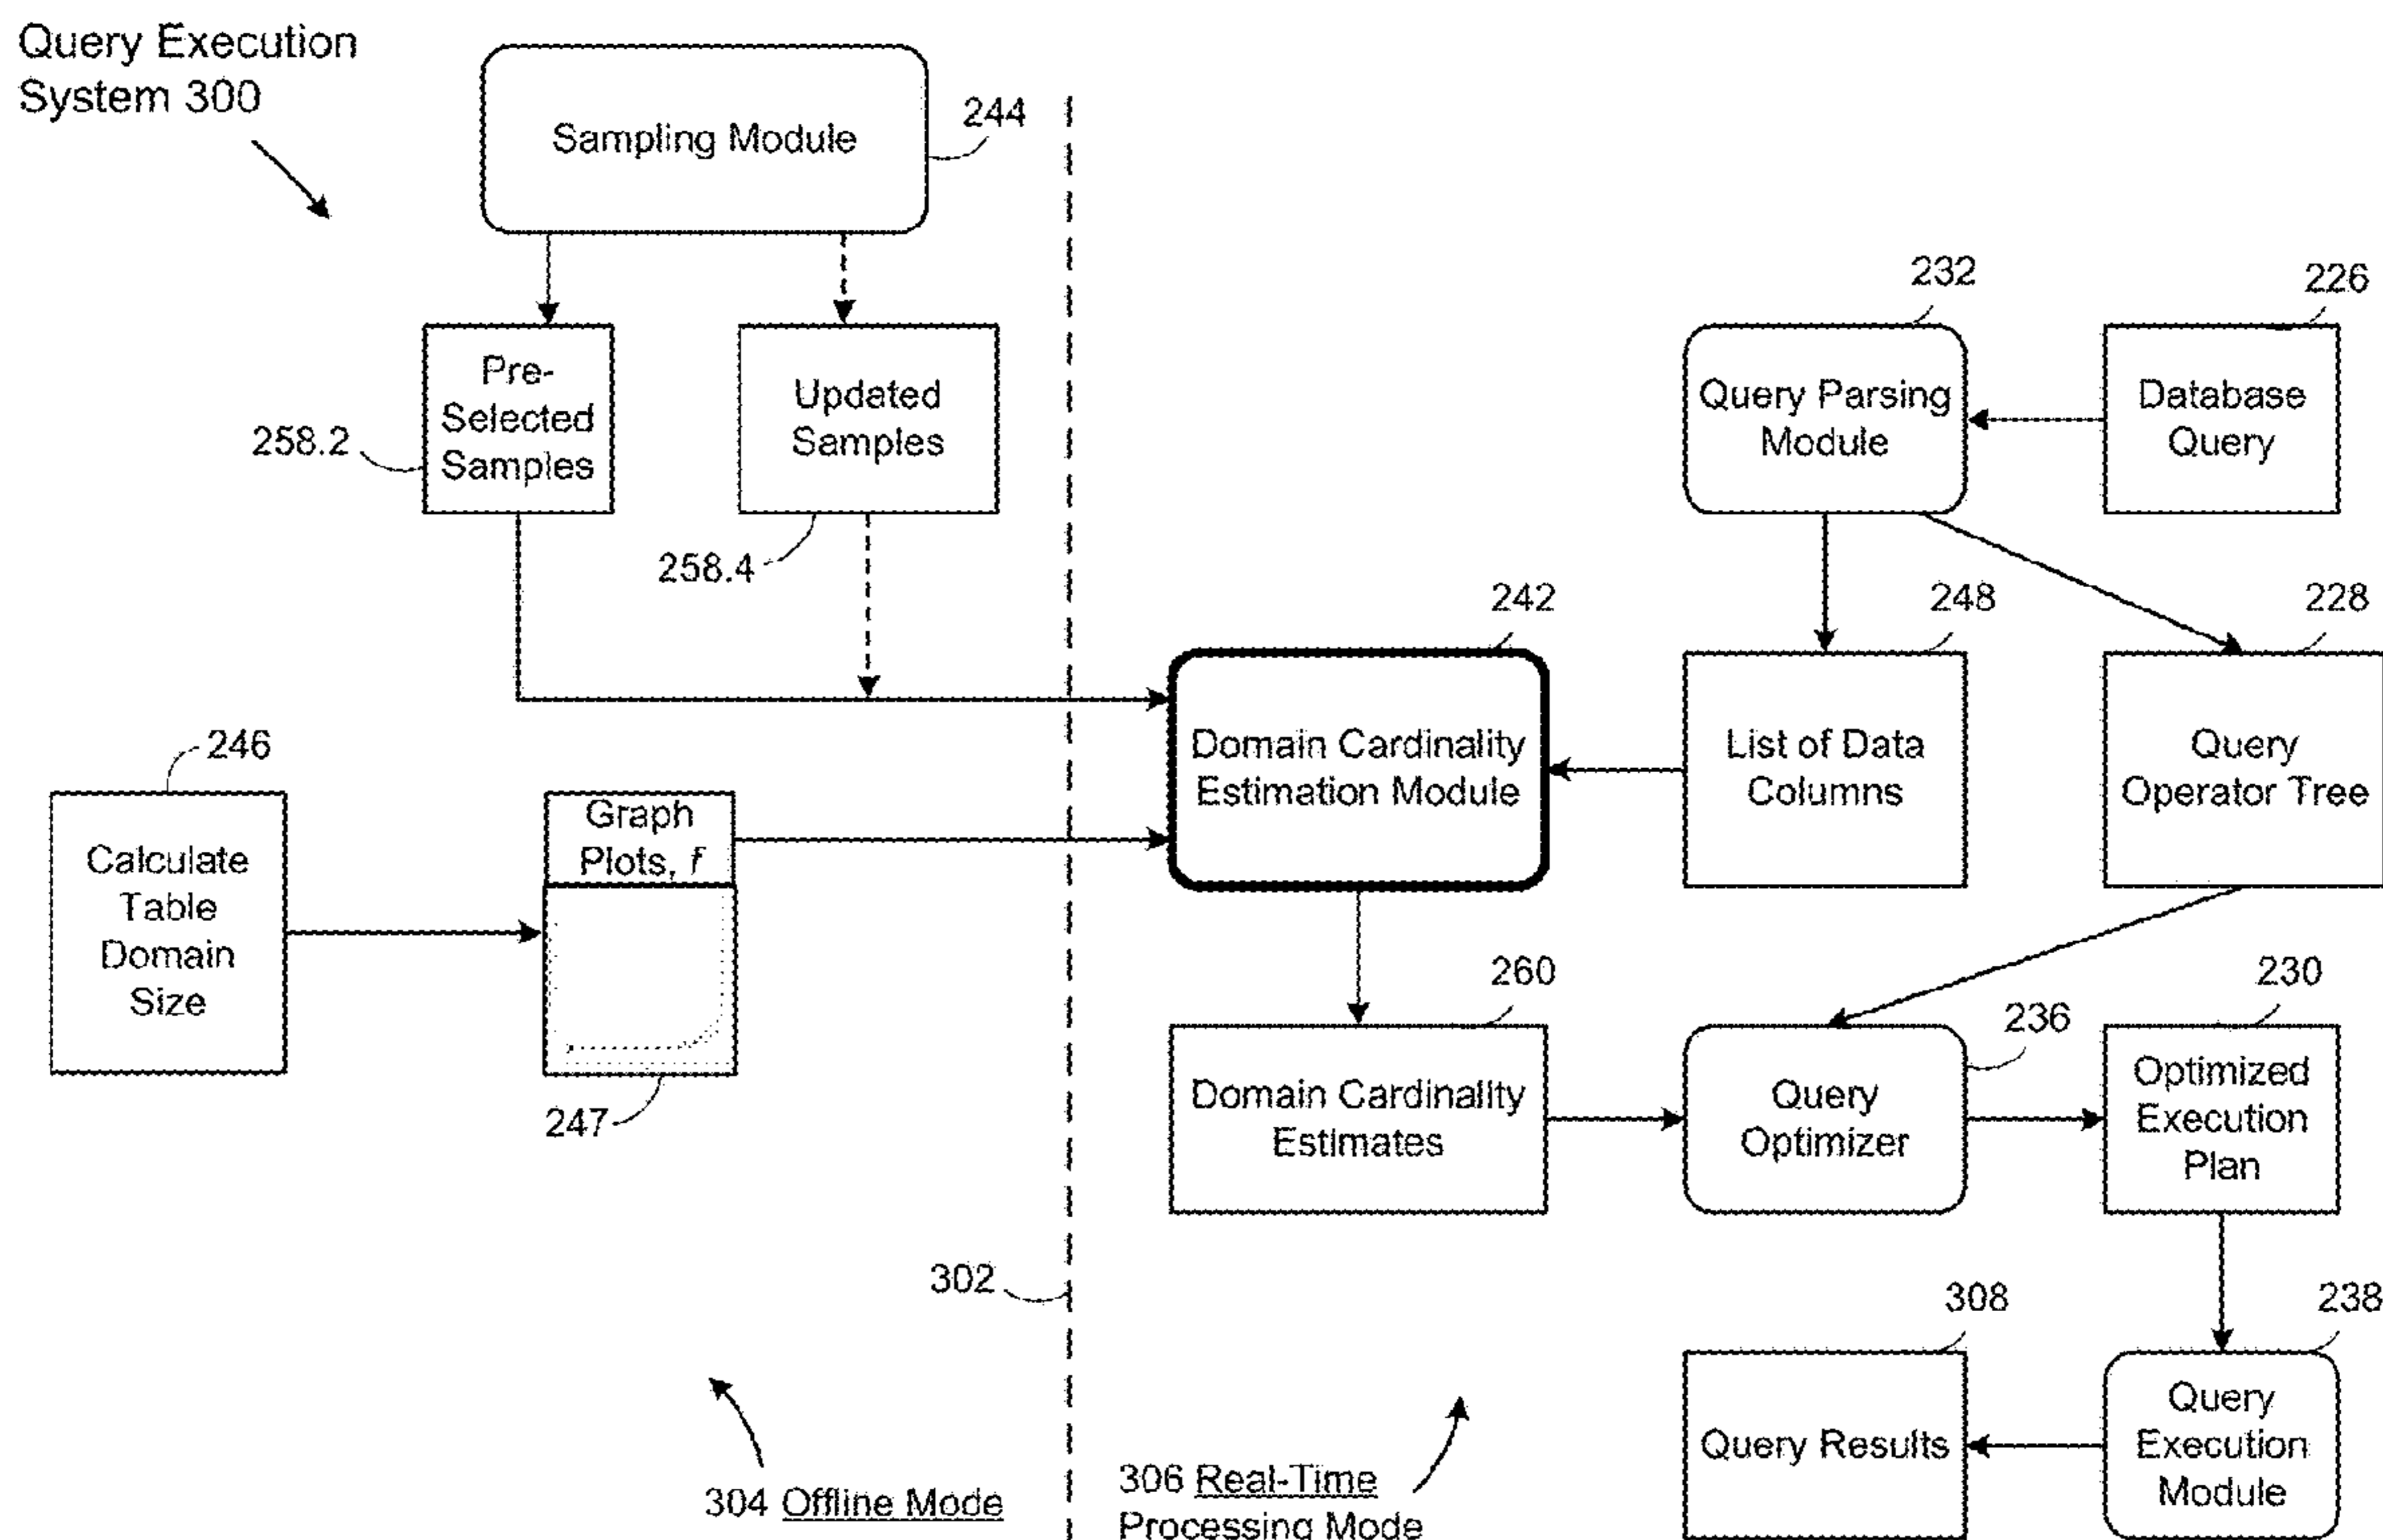 Query Execution
System 300
Sampling Module
244
Pre-
Selected
Samples
258.2
Updated
Samples
258.4
232
Query Parsing
Module
226
Database
Query
242
Domain Cardinality
Estimation Module
248
List of Data
Columns
228
Query
Operator Tree
246
Calculate
Table
Domain
Size
Graph
Plots, f
247
260
Domain Cardinality
Estimates
236
Query
Optimizer
230
Optimized
Execution
Plan
302
308
Query Results
238
Query
Execution
Module
304 Offline Mode
306 Real-Time
Processing Mode